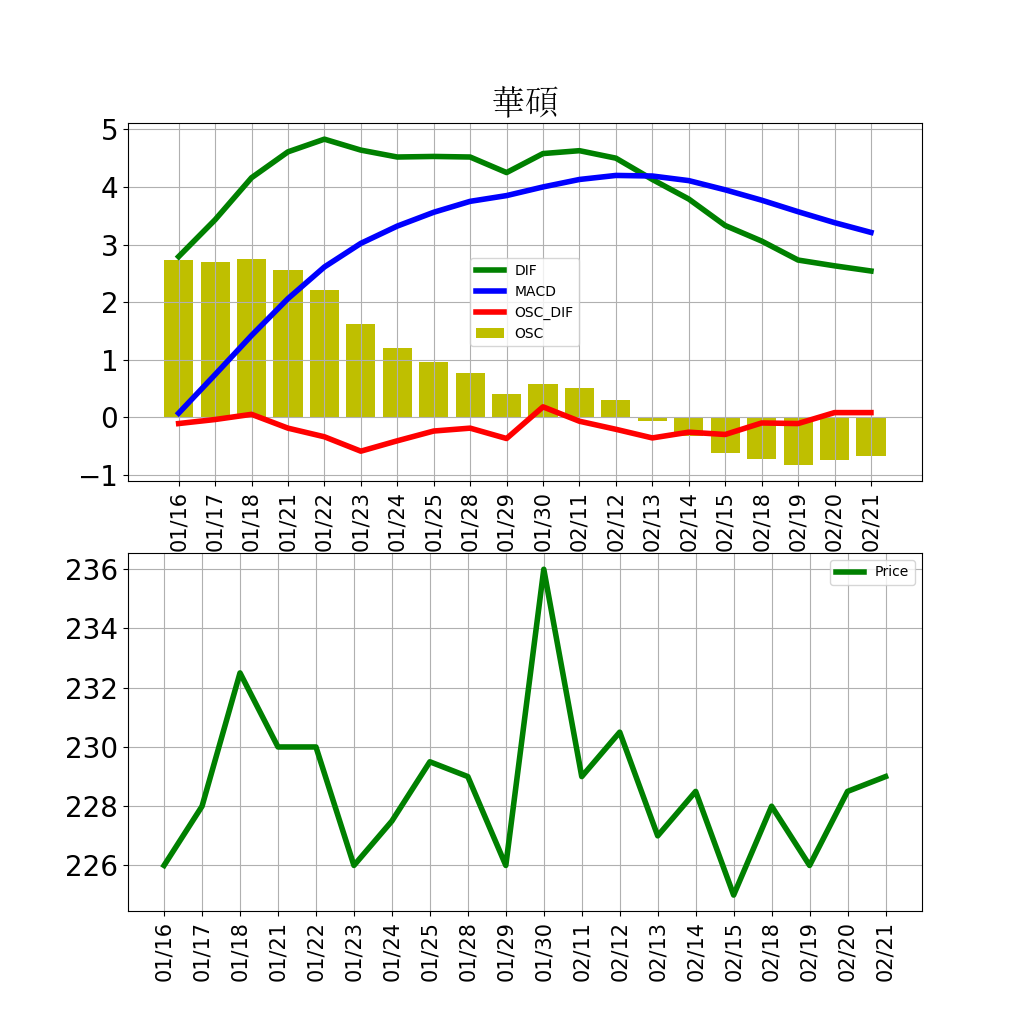 華碩
5
4
3
2
1
0
−1
DIF
MACD
OSC_DIF
OSC
01/16 01/17 01/18 01/21 01/22 01/23 01/24 01/25 01/28 01/29 01/30 02/11 02/12 02/13 02/14 02/15 02/18 02/19 02/20 02/21
236
234
232
230
228
226
Price
01/16 01/17 01/18 01/21 01/22 01/23 01/24 01/25 01/28 01/29 01/30 02/11 02/12 02/13 02/14 02/15 02/18 02/19 02/20 02/21